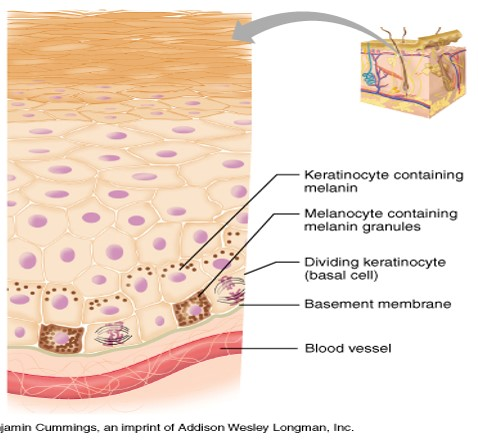 Keratinocyte containing
melanin
Melanocyte containing
melanin granules
Dividing keratinocyte
(basal cell)
Basement membrane
Blood vessel
njamin Cummings, an imprint of Addison Wesley Longman, Inc.